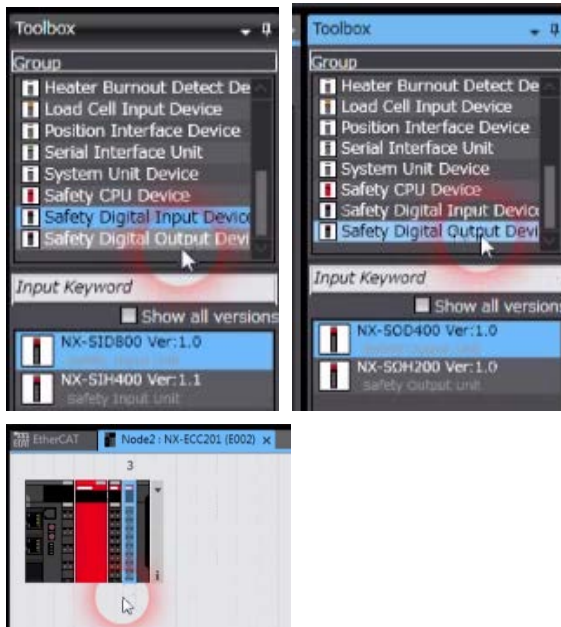 Toolbox
Group
Heater Burnout Detect De
Load Cell Input Device
Position Interface Device
Serial Interface Unit
System Unit Device
Safety CPU Device
Safety Digital Input Device
Safety Digital Output Devi
Input Keyword
Show all versions
NX-SID800 Ver:1.0
NX-SIH400 Ver:1.1
Safety Input Unit
Toolbox
Group
Heater Burnout Detect De
Load Cell Input Device
Position Interface Device
Serial Interface Unit
System Unit Device
Safety CPU Device
Safety Digital Input Devic
Safety Digital Output Devi
Input Keyword
Show all versions
NX-SOD400 Ver:1.0
NX-SOH200 Ver:1.0
Safety Output Unit
EtherCAT
Node2 : NX-ECC201 (E002)
3